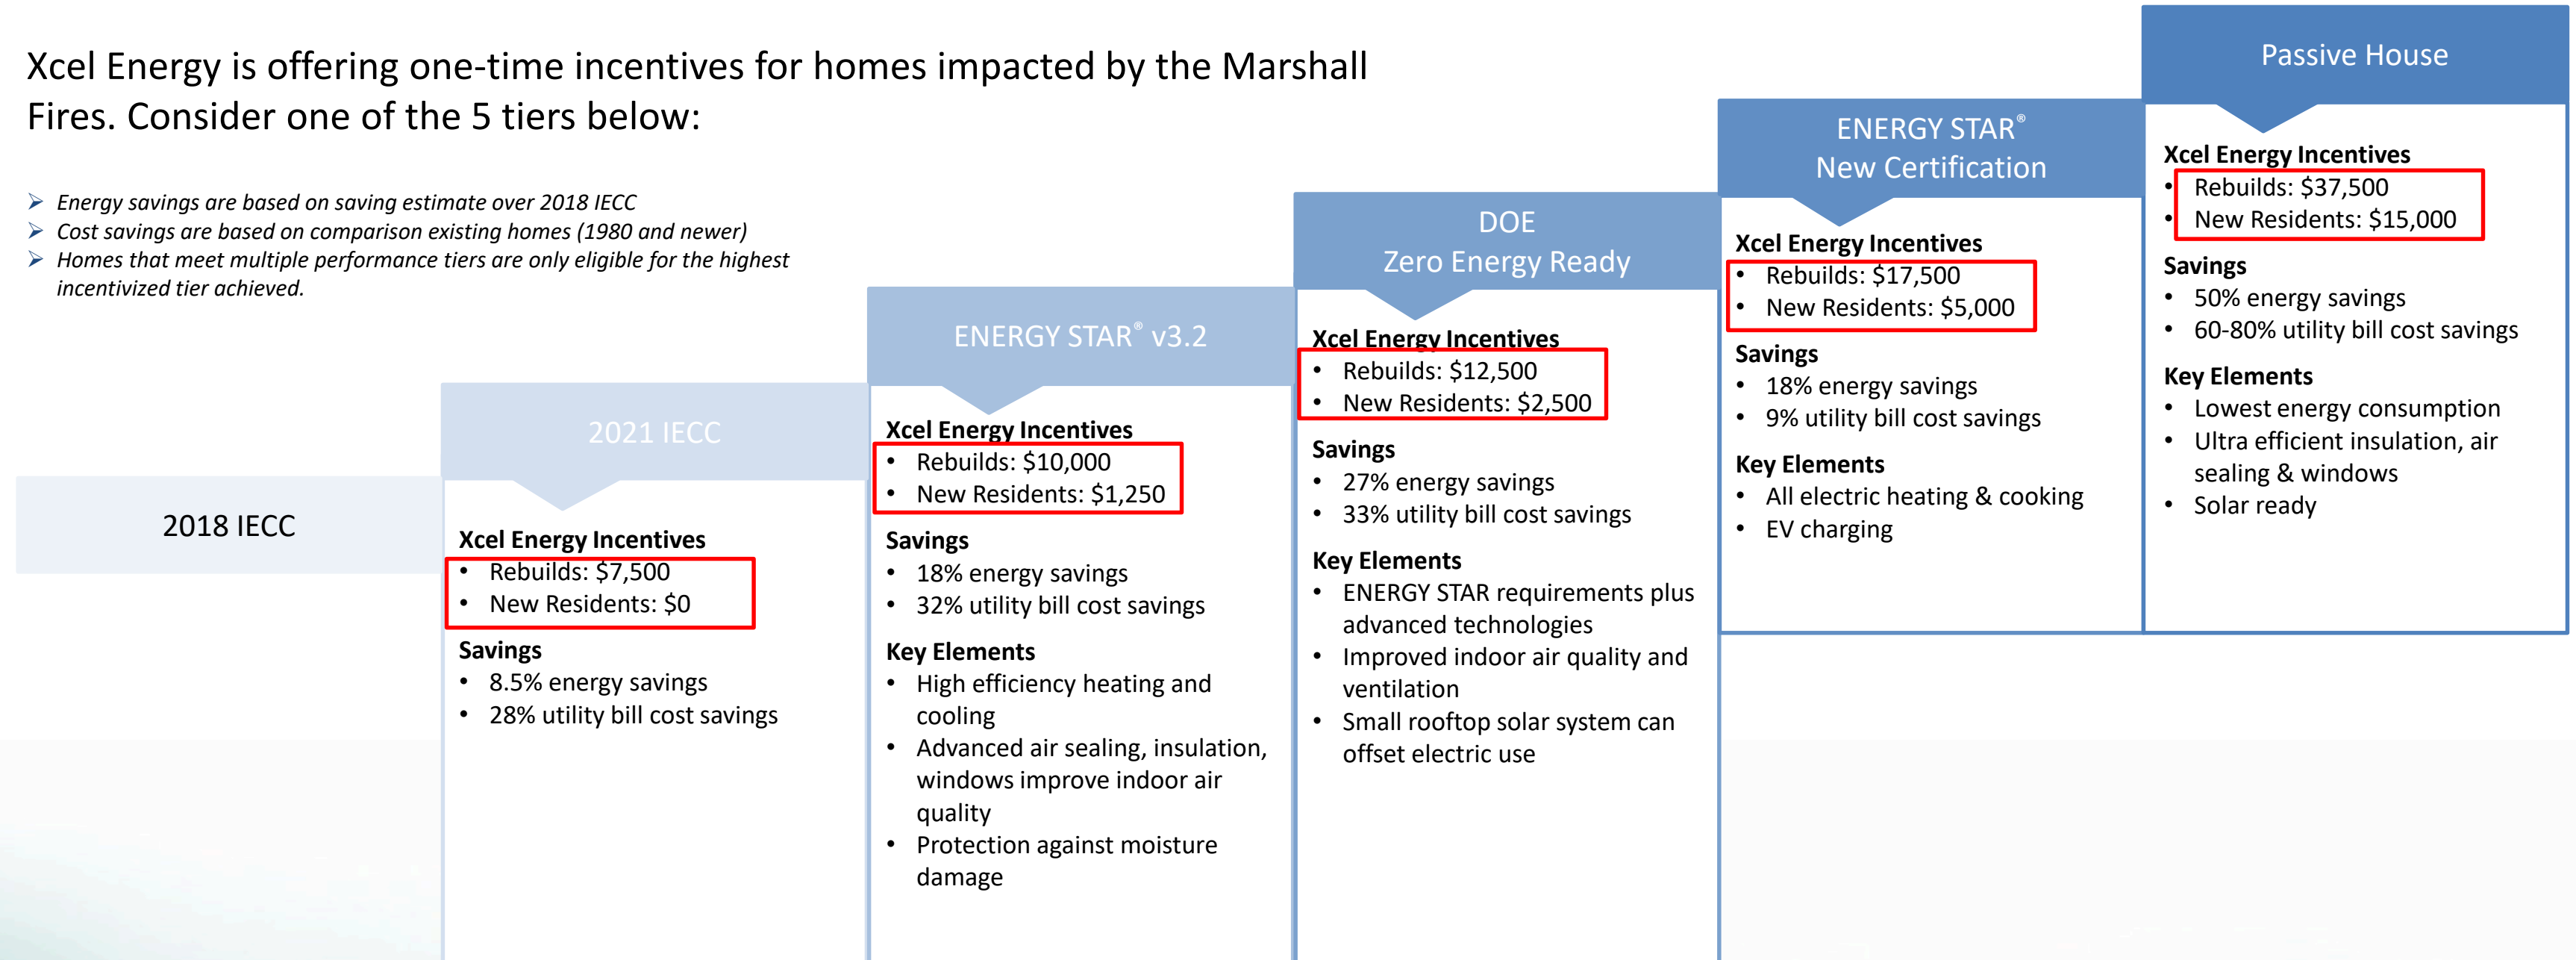 Xcel Energy is offering one-time incentives for homes impacted by the Marshall
Fires. Consider one of the 5 tiers below:
➢ Energy savings are based on saving estimate over 2018 IECC
➢ Cost savings are based on comparison existing homes (1980 and newer)
➢ Homes that meet multiple performance tiers are only eligible for the highest
incentivized tier achieved.
2018 IECC
2021 IECC
Xcel Energy Incentives
• Rebuilds: $7,500
• New Residents: $0
Savings
• 8.5% energy savings
• 28% utility bill cost savings
ENERGY STAR® v3.2
Xcel Energy Incentives
• Rebuilds: $10,000
• New Residents: $1,250
Savings
• 18% energy savings
• 32% utility bill cost savings
Key Elements
• High efficiency heating and
cooling
• Advanced air sealing, insulation,
windows improve indoor air
quality
• Protection against moisture
damage
DOE
Zero Energy Ready
Xcel Energy Incentives
• Rebuilds: $12,500
• New Residents: $2,500
Savings
• 27% energy savings
• 33% utility bill cost savings
Key Elements
• ENERGY STAR requirements plus
advanced technologies
• Improved indoor air quality and
ventilation
• Small rooftop solar system can
offset electric use
ENERGY STAR®
New Certification
Xcel Energy Incentives
• Rebuilds: $17,500
• New Residents: $5,000
Savings
• 18% energy savings
• 9% utility bill cost savings
Key Elements
• All electric heating & cooking
• EV charging
Passive House
Xcel Energy Incentives
• Rebuilds: $37,500
• New Residents: $15,000
Savings
• 50% energy savings
• 60-80% utility bill cost savings
Key Elements
• Lowest energy consumption
• Ultra efficient insulation, air
sealing & windows
• Solar ready